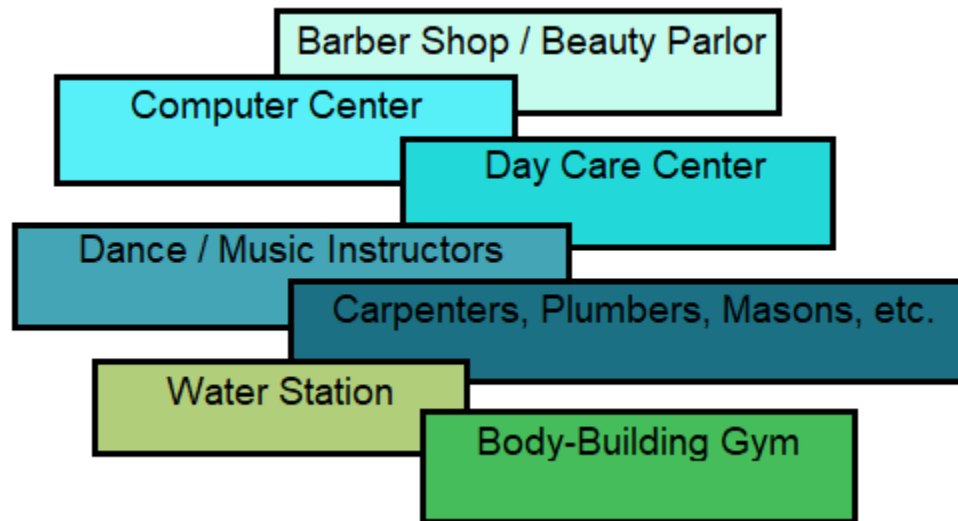 Barber Shop / Beauty Parlor
Computer Center
Day Care Center
Dance / Music Instructors
Carpenters, Plumbers, Masons, etc.
Water Station
Body-Building Gym